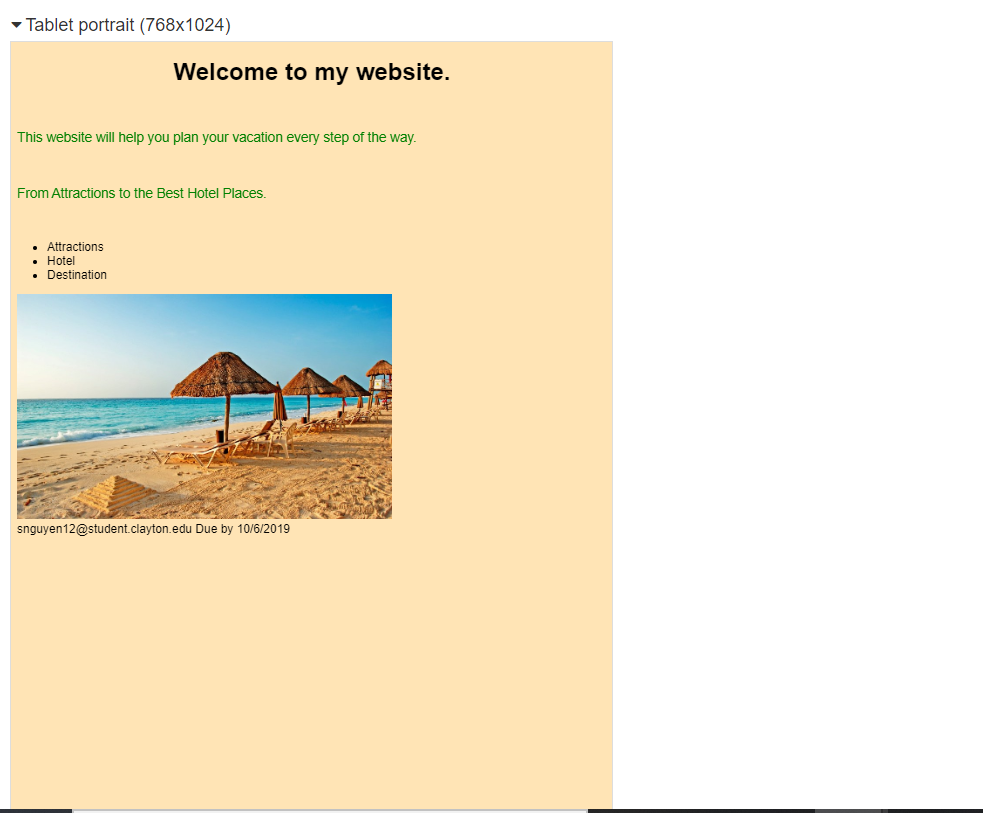 Tablet portrait (768x1024)
Welcome to my website.
This website will help you plan your vacation every step of the way.
From Attractions to the Best Hotel Places.
Attractions
Hotel
Destination
snguyen12@student.clayton.edu Due by 10/6/2019